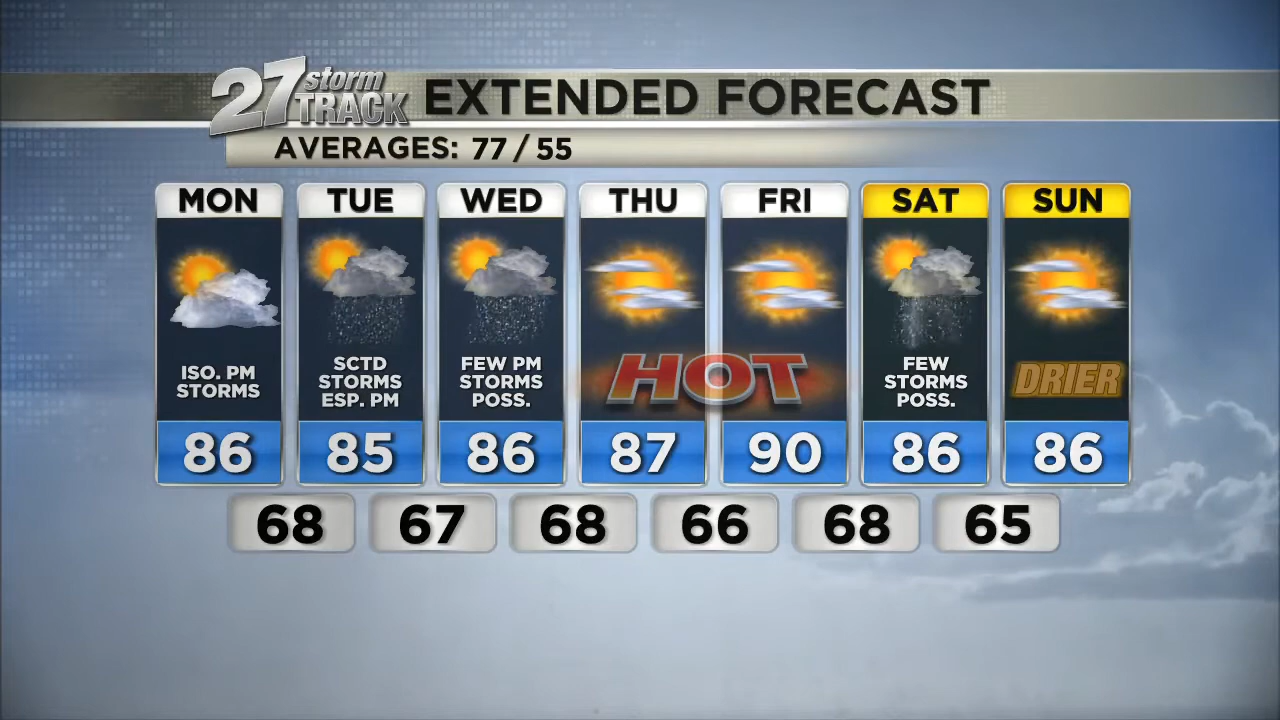 27 storm TRACK EXTENDED FORECAST
AVERAGES: 77 / 55
MON TUE WED THU FRI SAT SUN
ISO. PM
STORMS
SCTD
STORMS
ESP. PM
FEW PM
STORMS
POSS.
HOT
FEW
STORMS
POSS.
DRIER
86 85 86 87 90 86 86
68 67 68 66 68 65